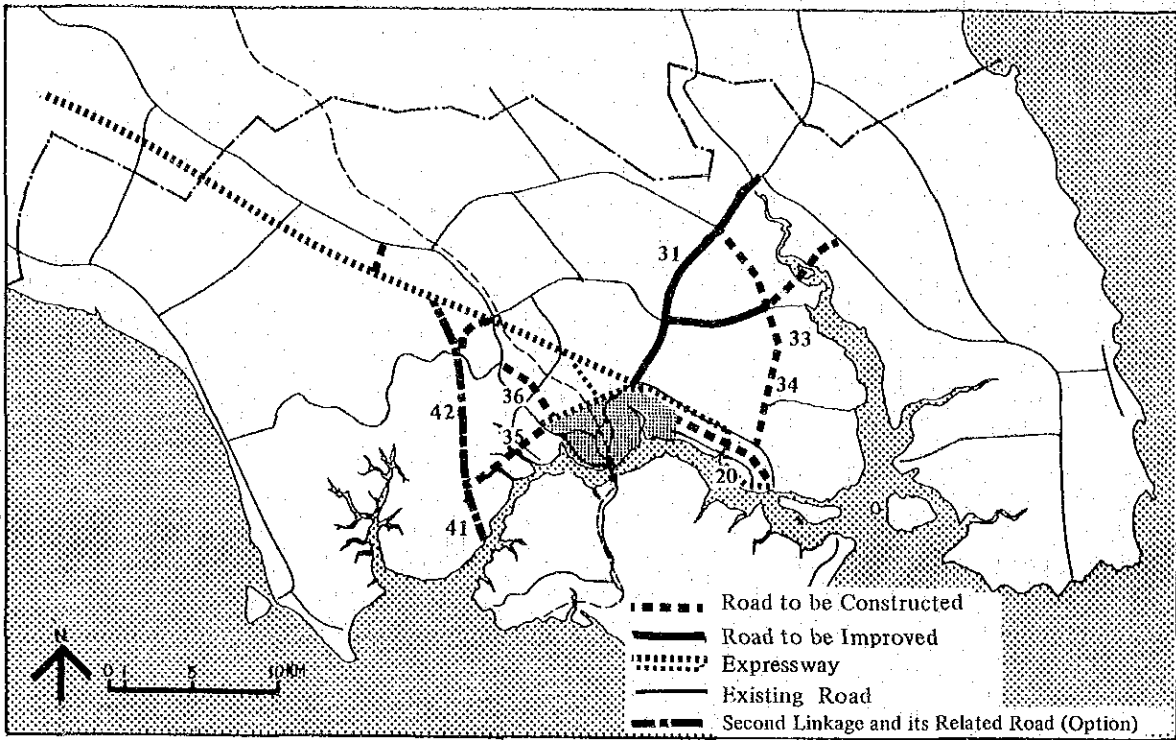 31
33
34
36
42
35
20
41
Road to be Constructed
Road to be Improved
Expressway
Existing Road
Second Linkage and its Related Road (Option)
N
0 5 10KM